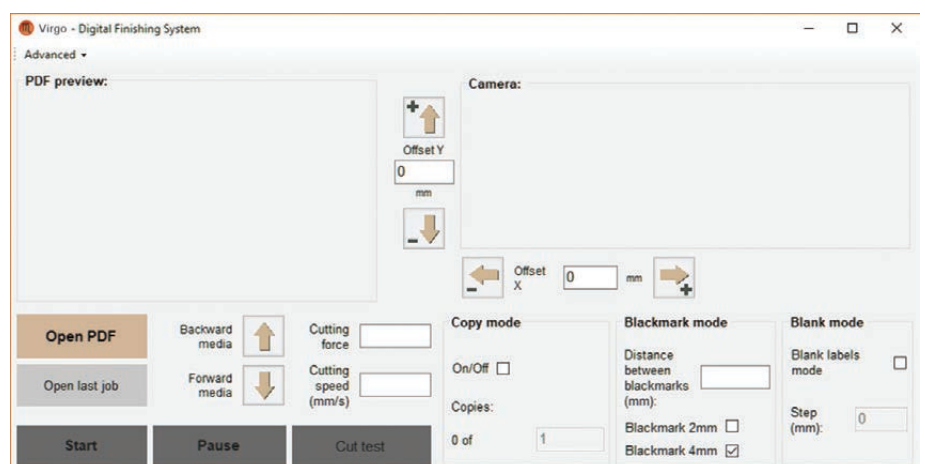 Virgo - Digital Finishing System
Advanced
PDF preview:
Camera:
+
Offset Y
0
mm
-
-
Offset
X
0
mm
+
Open PDF
Open last job
Backward
media
Forward
media
Cutting
force
Cutting
speed
(mm/s)
Start
Pause
Cut test
Copy mode
On/Off
Copies:
0 of
1
Blackmark mode
Distance
between
blackmarks
(mm):
Blackmark 2mm
Blackmark 4mm
Blank mode
Blank labels
mode
Step
(mm):
0